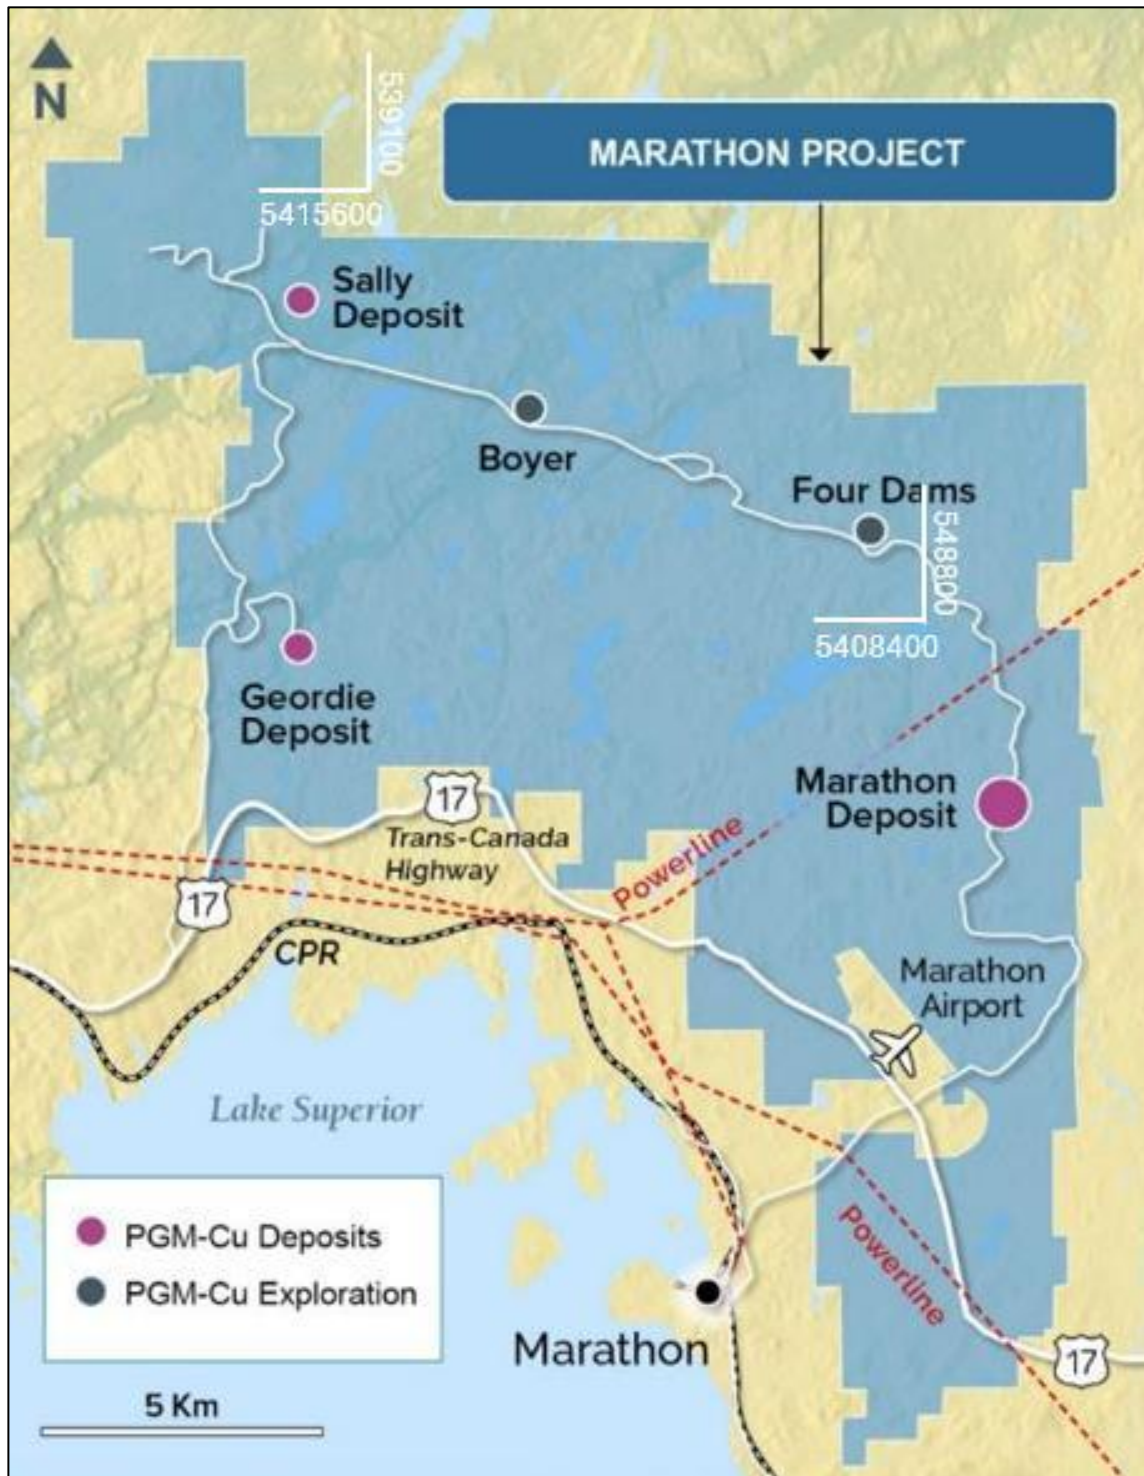 N
539100
MARATHON PROJECT
5415600
Sally
Deposit
Boyer
Four Dams
548800
5408400
Geordie
Deposit
Marathon
Deposit
17
Trans-Canada
Highway
Powerline
17
CPR
Marathon
Airport
Lake Superior
PGM-Cu Deposits
PGM-Cu Exploration
Powerline
Marathon
17
5 Km